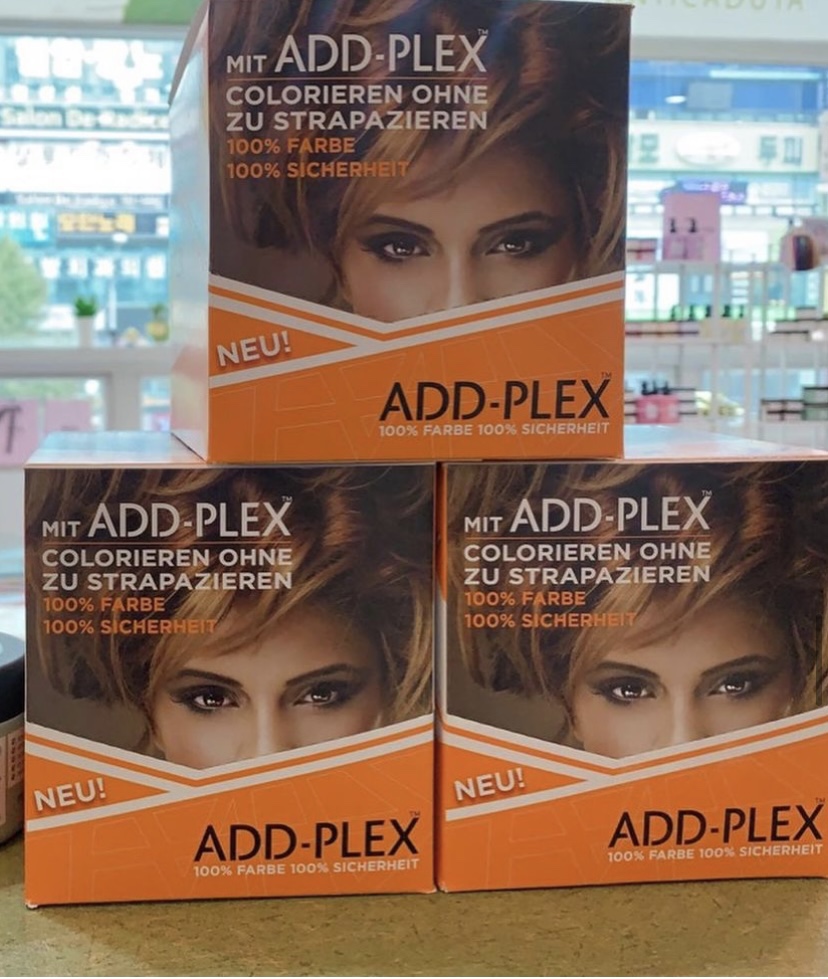 MIT ADD-PLEX™
COLORIEREN OHNE
ZU STRAPAZIEREN
100% FARBE
100% SICHERHEIT
NEU!
ADD-PLEX™
100% FARBE 100% SICHERHEIT
MIT ADD-PLEX™
COLORIEREN OHNE
ZU STRAPAZIEREN
100% FARBE
100% SICHERHEIT
NEU!
ADD-PLEX™
100% FARBE 100% SICHERHEIT
MIT ADD-PLEX™
COLORIEREN OHNE
ZU STRAPAZIEREN
100% FARBE
100% SICHERHEIT
NEU!
ADD-PLEX™
100% FARBE 100% SICHERHEIT